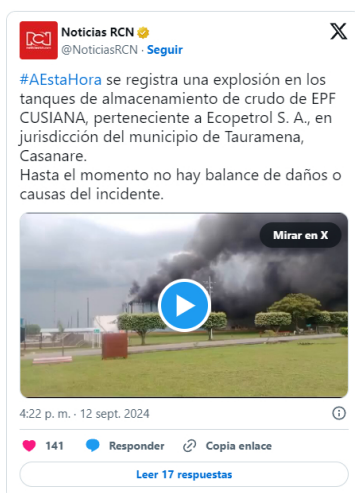 Noticias RCN
@NoticiasRCN · Seguir
#AEstaHora se registra una explosión en los
tanques de almacenamiento de crudo de EPF
CUSIANA, perteneciente a Ecopetrol S. A., en
jurisdicción del municipio de Tauramena,
Casanare.
Hasta el momento no hay balance de daños o
causas del incidente.
Mirar en X
4:22 p. m. · 12 sept. 2024
141 Responder Copia enlace
Leer 17 respuestas